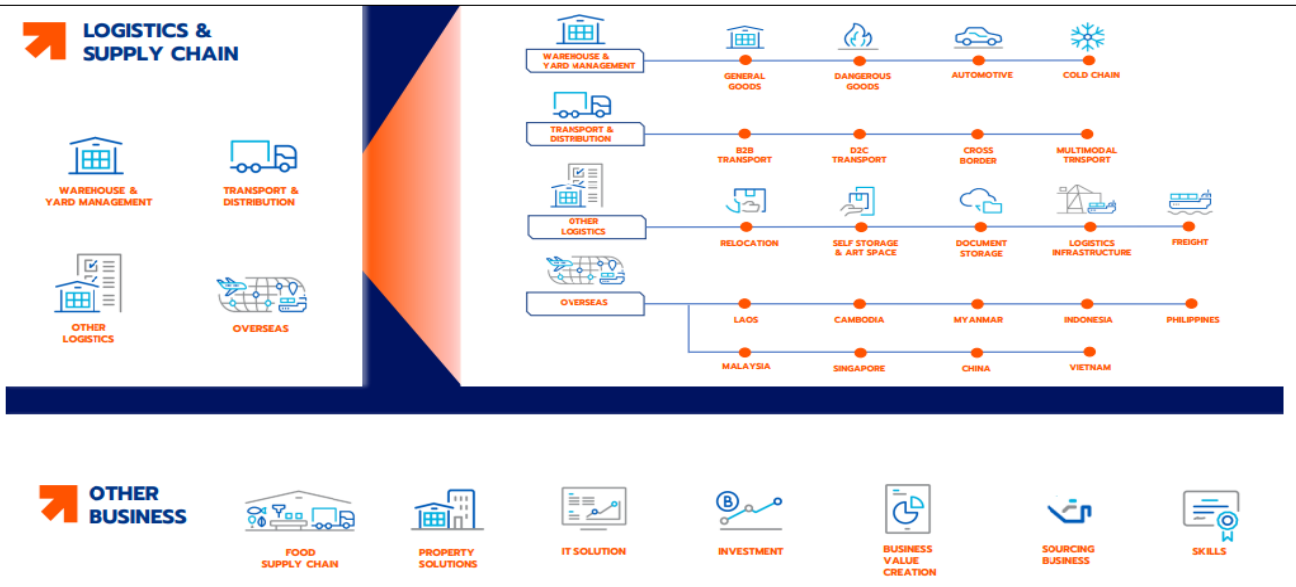 LOGISTICS &
SUPPLY CHAIN
WAREHOUSE &
YARD MANAGEMENT
TRANSPORT &
DISTRIBUTION
OTHER
LOGISTICS
OVERSEAS
WAREHOUSE &
YARD MANAGEMENT
GENERAL
GOODS
DANGEROUS
GOODS
AUTOMOTIVE
COLD CHAIN
TRANSPORT &
DISTRIBUTION
B2B
TRANSPORT
D2C
TRANSPORT
CROSS
BORDER
MULTIMODAL
TRNSPORT
OTHER
LOGISTICS
RELOCATION
SELF STORAGE
& ART SPACE
DOCUMENT
STORAGE
LOGISTICS
INFRASTRUCTURE
FREIGHT
OVERSEAS
LAOS
CAMBODIA
MYANMAR
INDONESIA
PHILIPPINES
MALAYSIA
SINGAPORE
CHINA
VIETNAM
OTHER
BUSINESS
FOOD
SUPPLY CHAIN
PROPERTY
SOLUTIONS
IT SOLUTION
B
INVESTMENT
BUSINESS
VALUE
CREATION
SOURCING
BUSINESS
SKILLS